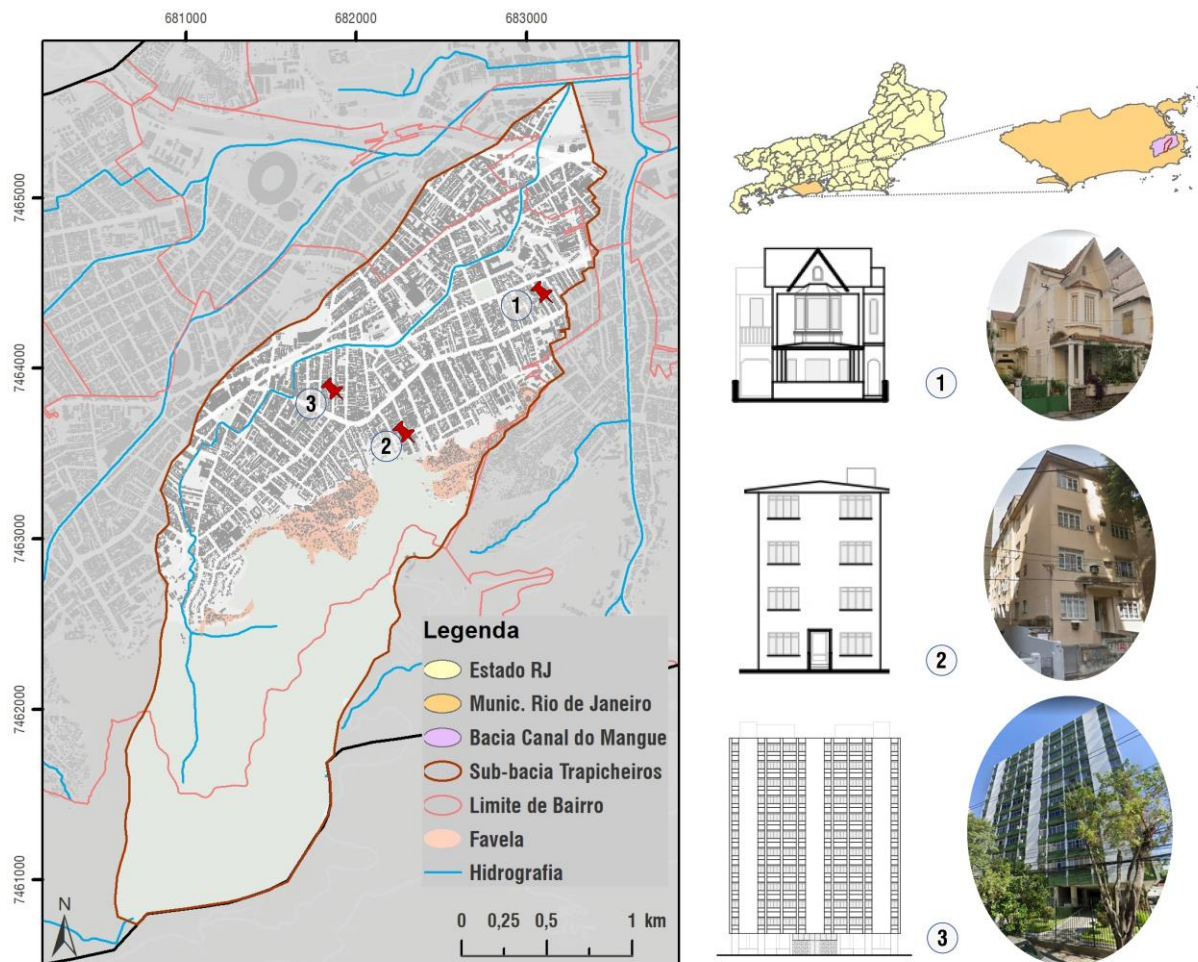 681000
682000
683000
7465000
7464000
7463000
7462000
7461000
1
3
2
Legenda
Estado RJ
Munic. Rio de Janeiro
Bacia Canal do Mangue
Sub-bacia Trapicheiros
Limite de Bairro
Favela
Hidrografia
N
0 0,25 0,5 1 km
1
2
3